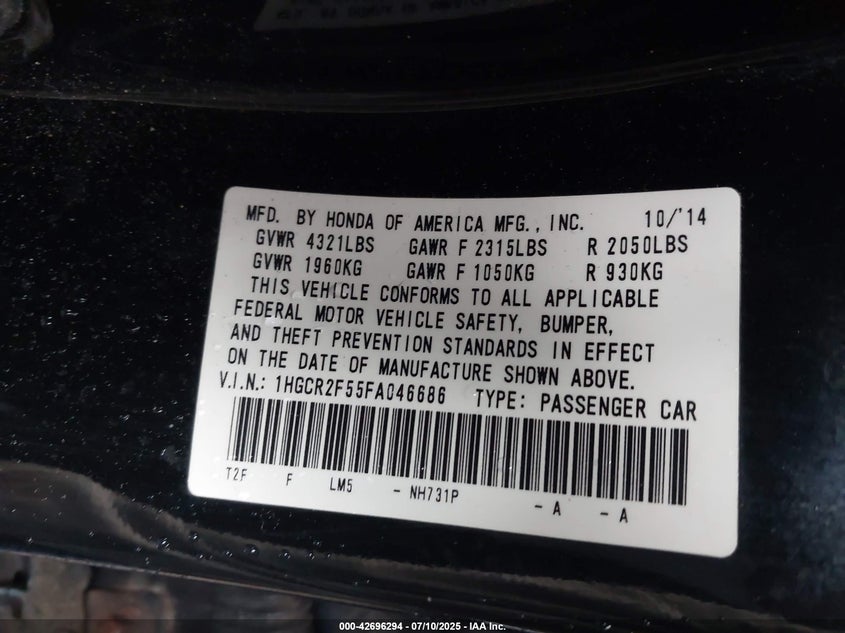 MFD. BY HONDA OF AMERICA MFG., INC. 10/'14
GVWR 4321LBS GAWR F 2315LBS R 2050LBS
GVWR 1960KG GAWR F 1050KG R 930KG
THIS VEHICLE CONFORMS TO ALL APPLICABLE
FEDERAL MOTOR VEHICLE SAFETY, BUMPER,
AND THEFT PREVENTION STANDARDS IN EFFECT
ON THE DATE OF MANUFACTURE SHOWN ABOVE.
V.I.N.: 1HGCR2F55FA046686 TYPE: PASSENGER CAR
T2F F LM5 - NH731P - A - A
000-42696294 - 07/10/2025 - IAA Inc.